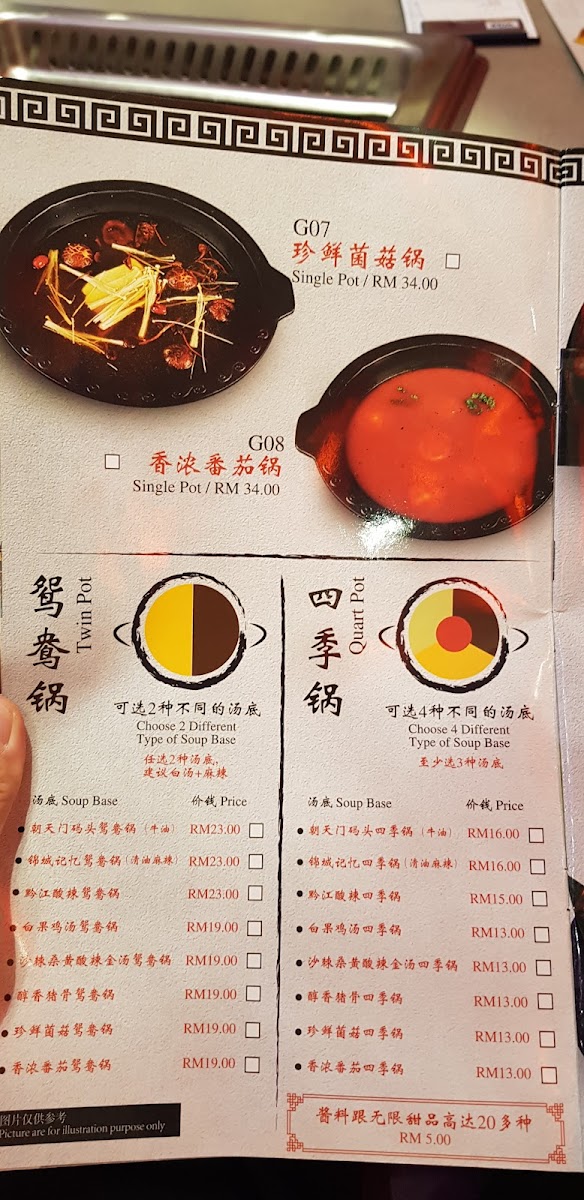 G07
珍鲜菌菇锅
Single Pot / RM 34.00
G08
香浓番茄锅
Single Pot / RM 34.00
鸳鸯锅
Twin Pot
可选2种不同的汤底
Choose 2 Different
Type of Soup Base
任选2种汤底,
建议白汤+麻辣
汤底 Soup Base 价钱 Price
朝天门码头鸳鸯锅（牛油） RM23.00
锦城记忆鸳鸯锅（清油麻辣） RM23.00
黔江酸辣鸳鸯锅 RM23.00
白果鸡汤鸳鸯锅 RM19.00
沙棘桑黄酸辣金汤鸳鸯锅 RM19.00
醇香猪骨鸳鸯锅 RM19.00
珍鲜菌菇鸳鸯锅 RM19.00
香浓番茄鸳鸯锅 RM19.00
图片仅供参考
Picture are for illustration purpose only
四季锅
Quart Pot
可选4种不同的汤底
Choose 4 Different
Type of Soup Base
至少选3种汤底
汤底 Soup Base 价钱 Price
朝天门码头四季锅（牛油） RM16.00
锦城记忆四季锅（清油麻辣） RM16.00
黔江酸辣四季锅 RM15.00
白果鸡汤四季锅 RM13.00
沙棘桑黄酸辣金汤四季锅 RM13.00
醇香猪骨四季锅 RM13.00
珍鲜菌菇四季锅 RM13.00
香浓番茄四季锅 RM13.00
酱料跟无限甜品高达20多种
RM 5.00